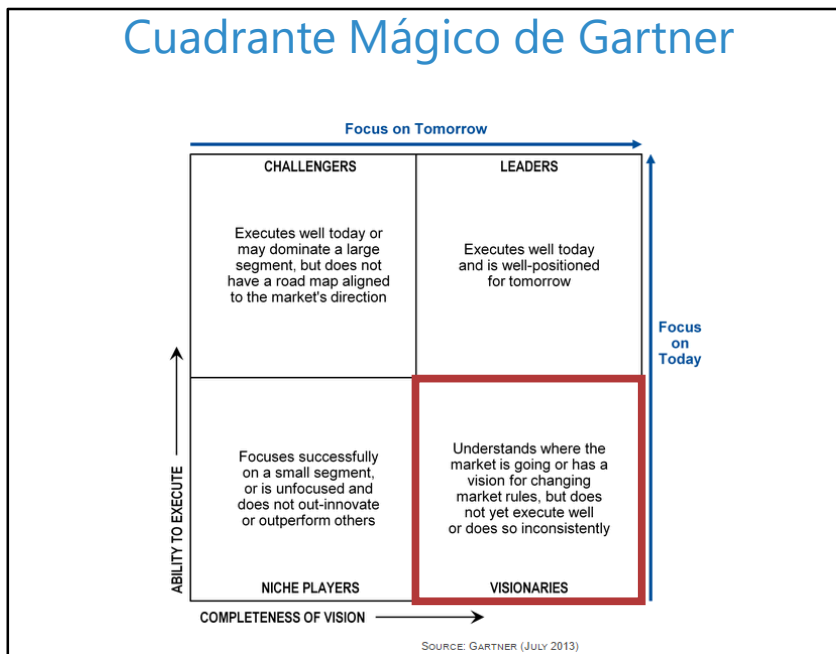 Cuadrante Mágico de Gartner
Focus on Tomorrow
CHALLENGERS
Executes well today or
may dominate a large
segment, but does not
have a road map aligned
to the market's direction
LEADERS
Executes well today
and is well-positioned
for tomorrow
Focus
on
Today
ABILITY TO EXECUTE
Focuses successfully
on a small segment,
or is unfocused and
does not out-innovate
or outperform others
NICHE PLAYERS
Understands where the
market is going or has a
vision for changing
market rules, but does
not yet execute well
or does so inconsistently
VISIONARIES
COMPLETENESS OF VISION
SOURCE: GARTNER (JULY 2013)